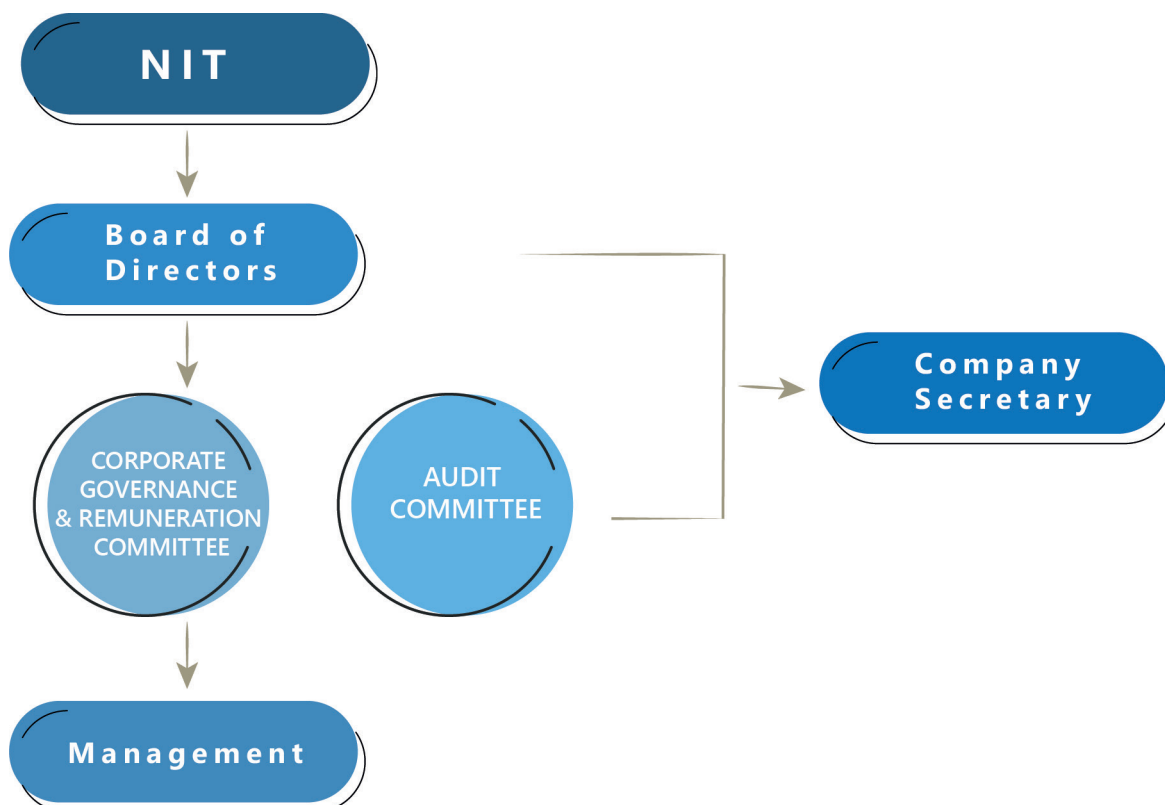 NIT
Board of
Directors
Company
Secretary
CORPORATE
GOVERNANCE
& REMUNERATION
COMMITTEE
AUDIT
COMMITTEE
Management